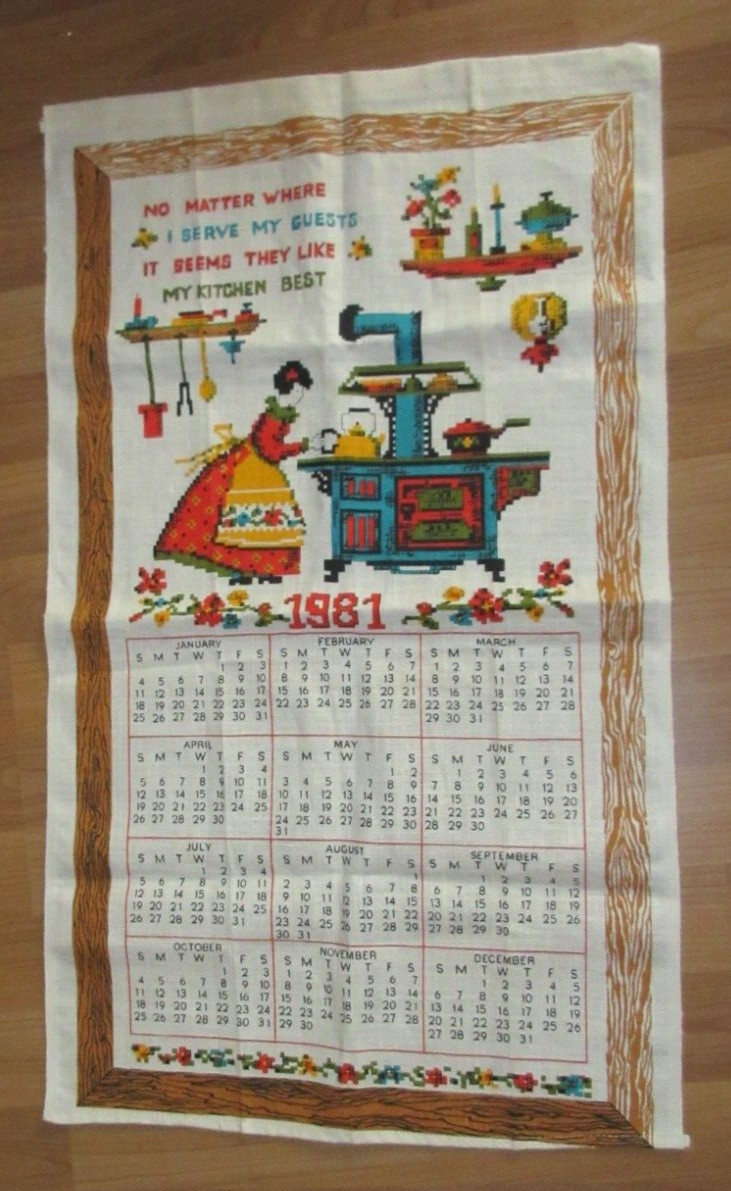 NO MATTER WHERE
I SERVE MY GUESTS
IT SEEMS THEY LIKE
MY KITCHEN BEST
1981
JANUARY
S M T W T F S
1 2 3
4 5 6 7 8 9 10
11 12 13 14 15 16 17
18 19 20 21 22 23 24
25 26 27 28 29 30 31
FEBRUARY
S M T W T F S
1 2 3 4 5 6 7
8 9 10 11 12 13 14
15 16 17 18 19 20 21
22 23 24 25 26 27 28
MARCH
S M T W T F S
1 2 3 4 5 6 7
8 9 10 11 12 13 14
15 16 17 18 19 20 21
22 23 24 25 26 27 28
29 30 31
APRIL
S M T W T F S
1 2 3 4
5 6 7 8 9 10 11
12 13 14 15 16 17 18
19 20 21 22 23 24 25
26 27 28 29 30
MAY
S M T W T F S
1 2
3 4 5 6 7 8 9
10 11 12 13 14 15 16
17 18 19 20 21 22 23
24 25 26 27 28 29 30
31
JUNE
S M T W T F S
1 2 3 4 5 6
7 8 9 10 11 12 13
14 15 16 17 18 19 20
21 22 23 24 25 26 27
28 29 30
JULY
S M T W T F S
1 2 3 4
5 6 7 8 9 10 11
12 13 14 15 16 17 18
19 20 21 22 23 24 25
26 27 28 29 30 31
AUGUST
S M T W T F S
1
2 3 4 5 6 7 8
9 10 11 12 13 14 15
16 17 18 19 20 21 22
23 24 25 26 27 28 29
30 31
SEPTEMBER
S M T W T F S
1 2 3 4 5
6 7 8 9 10 11 12
13 14 15 16 17 18 19
20 21 22 23 24 25 26
27 28 29 30
OCTOBER
S M T W T F S
1 2 3
4 5 6 7 8 9 10
11 12 13 14 15 16 17
18 19 20 21 22 23 24
25 26 27 28 29 30 31
NOVEMBER
S M T W T F S
1 2 3 4 5 6 7
8 9 10 11 12 13 14
15 16 17 18 19 20 21
22 23 24 25 26 27 28
29 30
DECEMBER
S M T W T F S
1 2 3 4 5
6 7 8 9 10 11 12
13 14 15 16 17 18 19
20 21 22 23 24 25 26
27 28 29 30 31